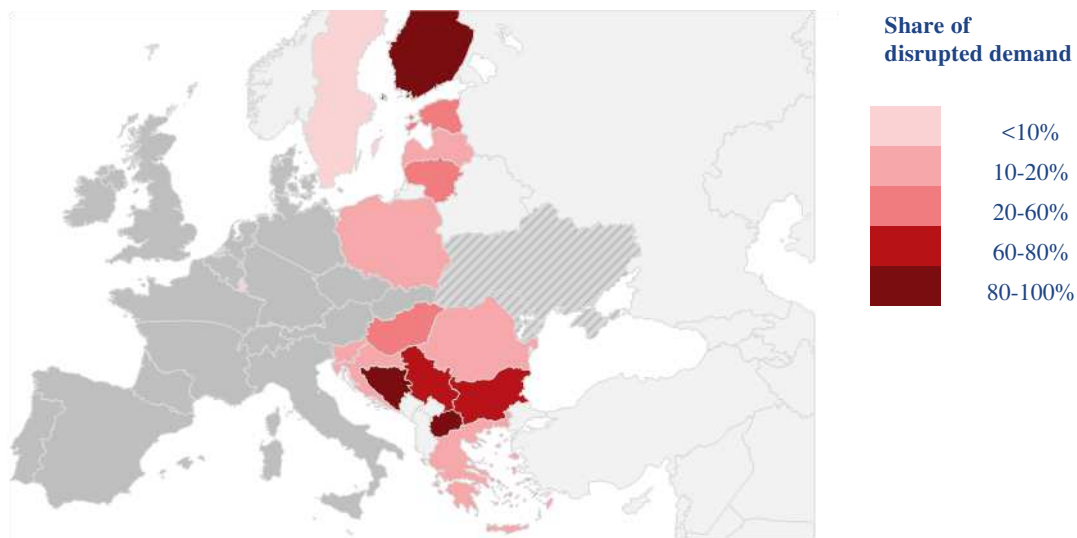 Share of
disrupted demand
<10%
10-20%
20-60%
60-80%
80-100%